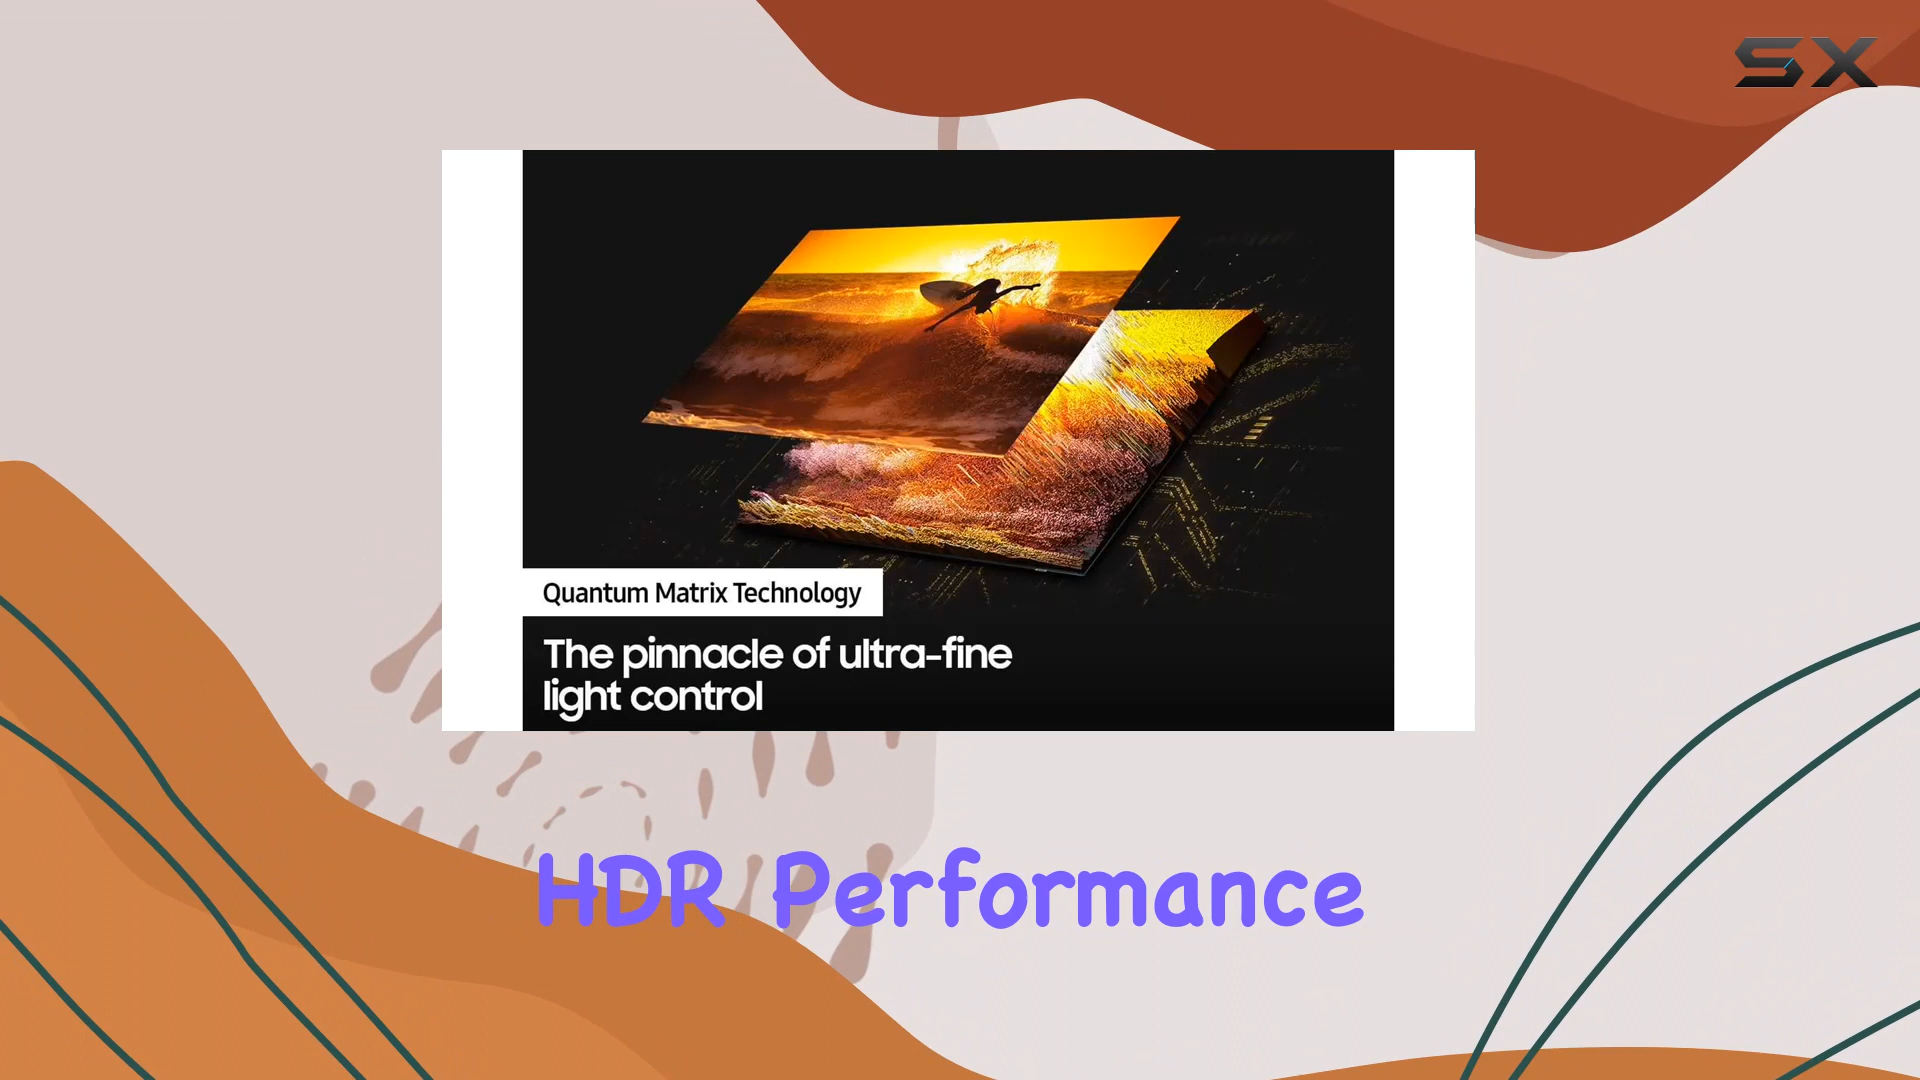 SX
Quantum Matrix Technology
The pinnacle of ultra-fine
light control
HDR Performance